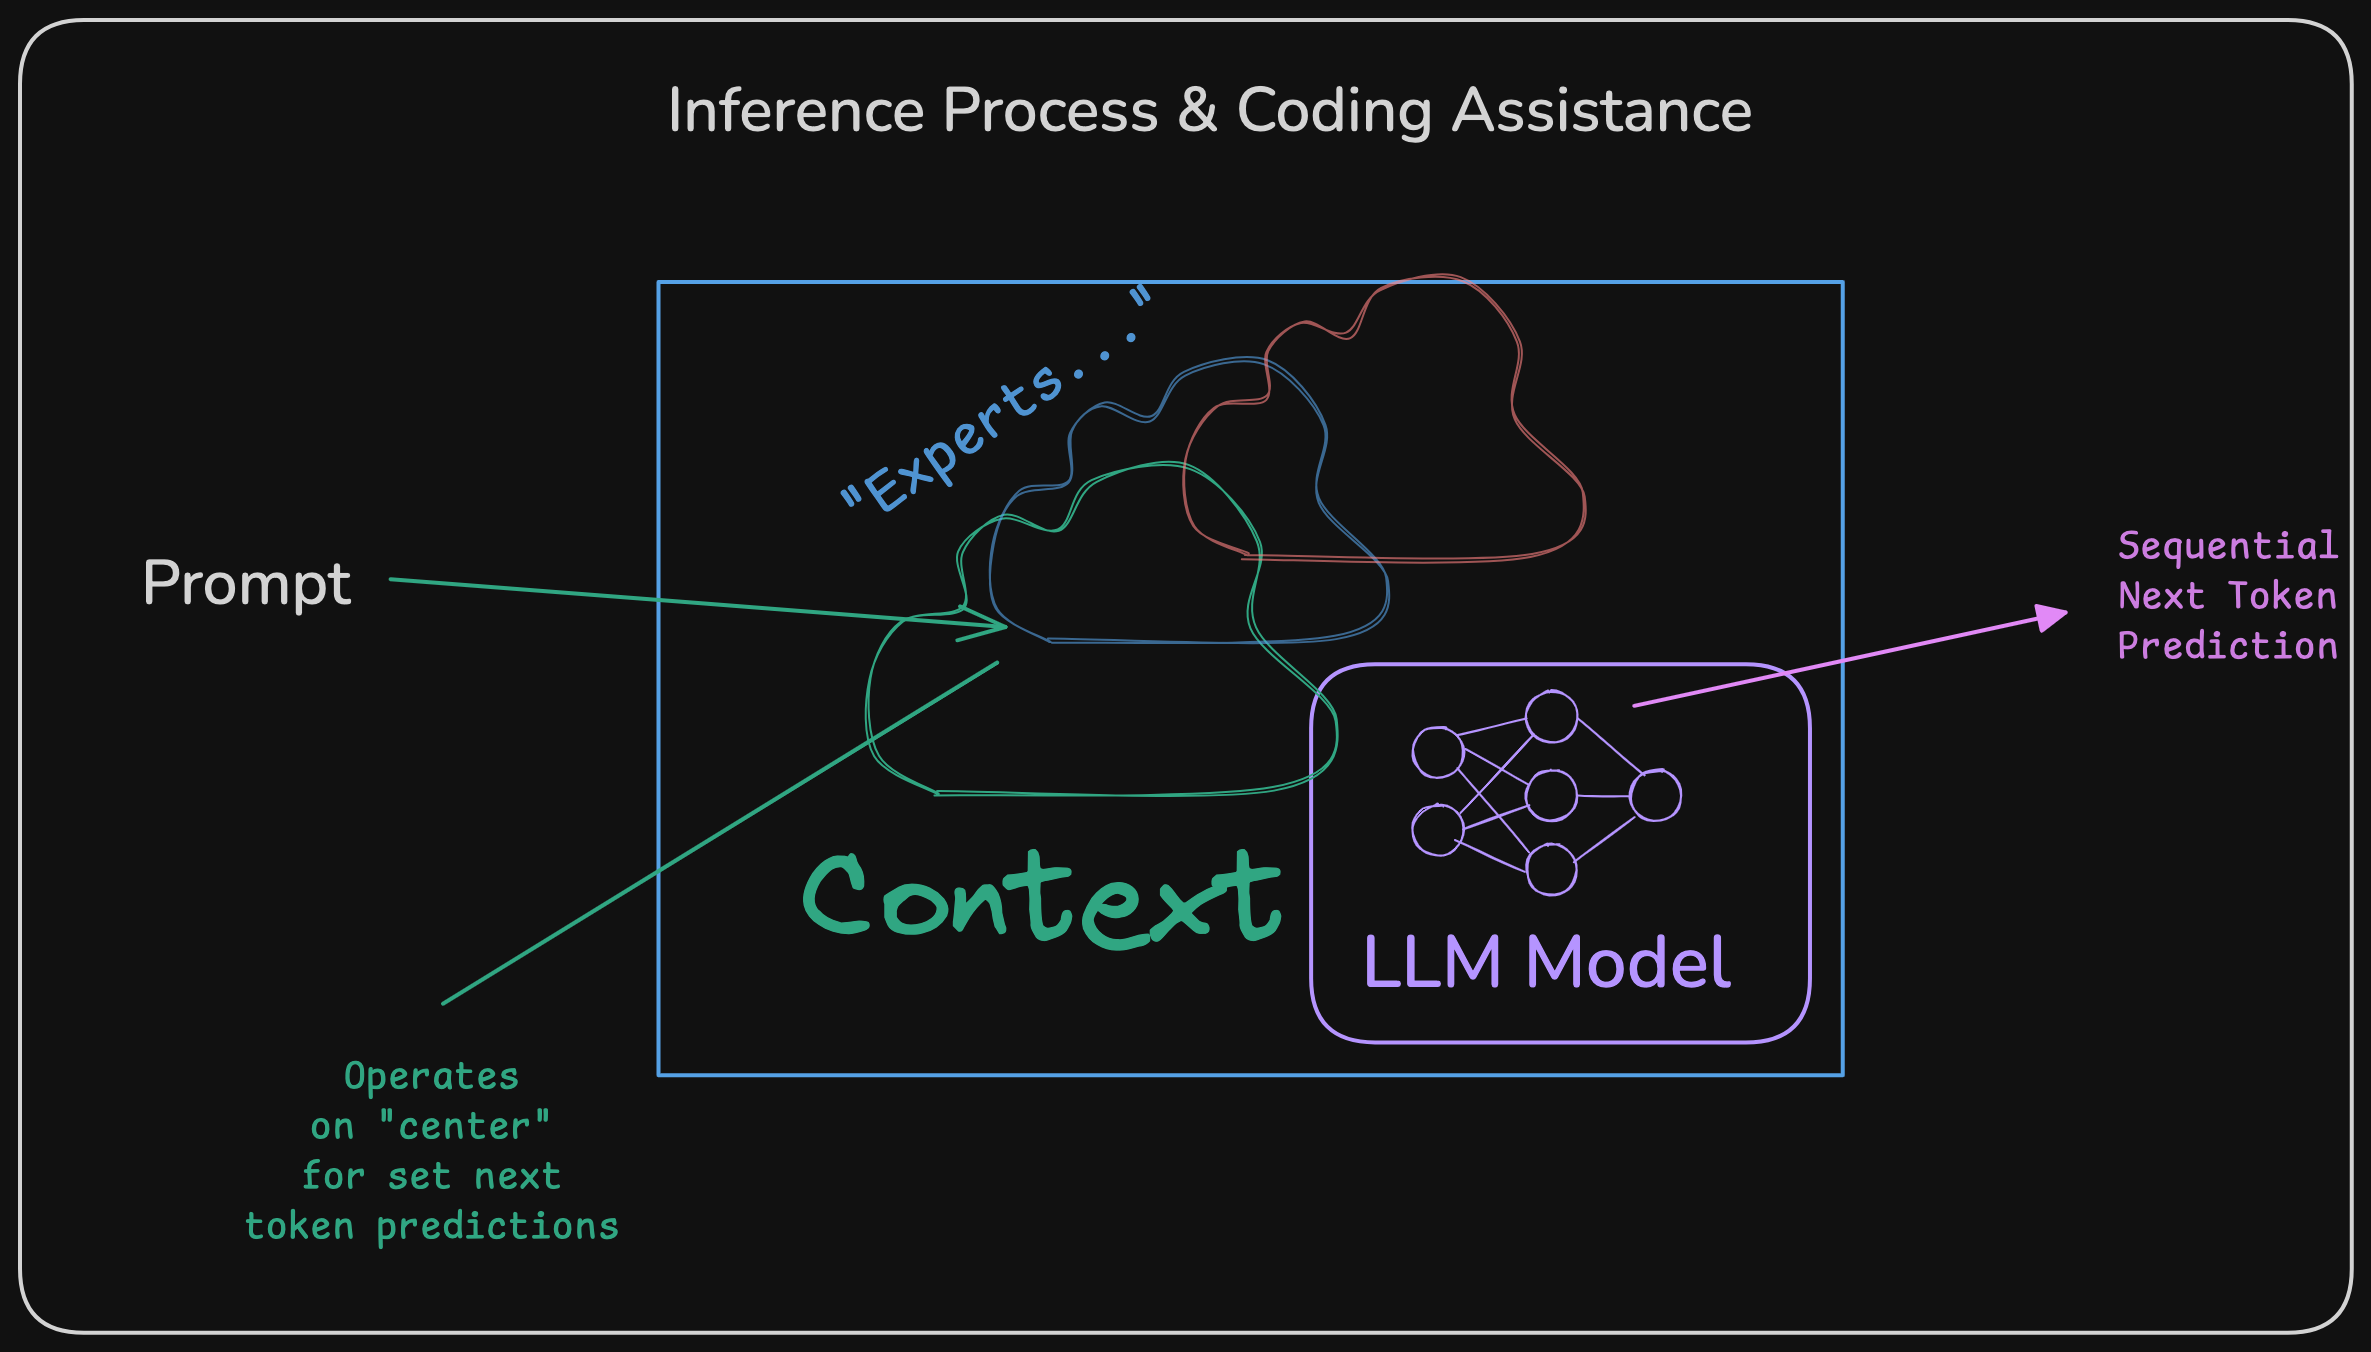 Inference Process & Coding Assistance
"Experts...."
Prompt
Sequential
Next Token
Prediction
Context
LLM Model
Operates
on "center"
for set next
token predictions